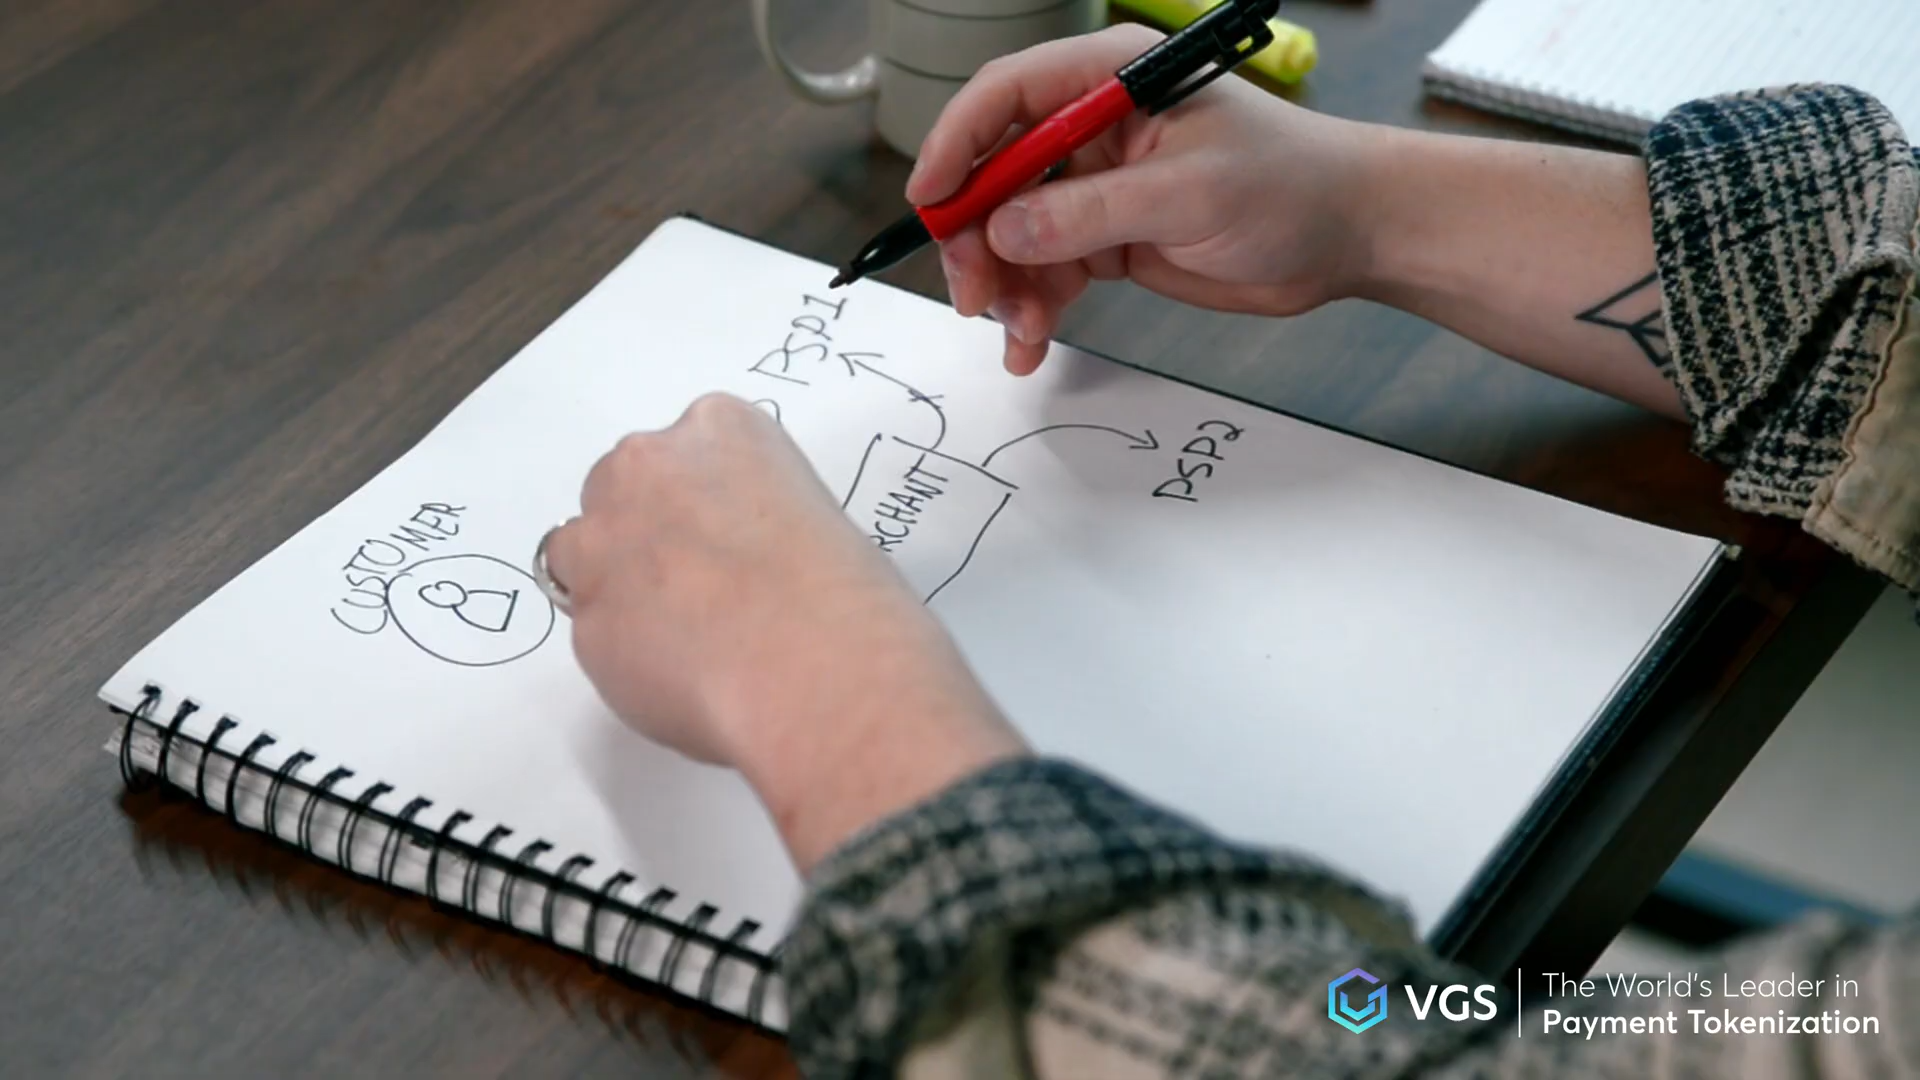 PSP1
PSP2
RCHANT
CUSTOMER
VGS
The World's Leader in
Payment Tokenization